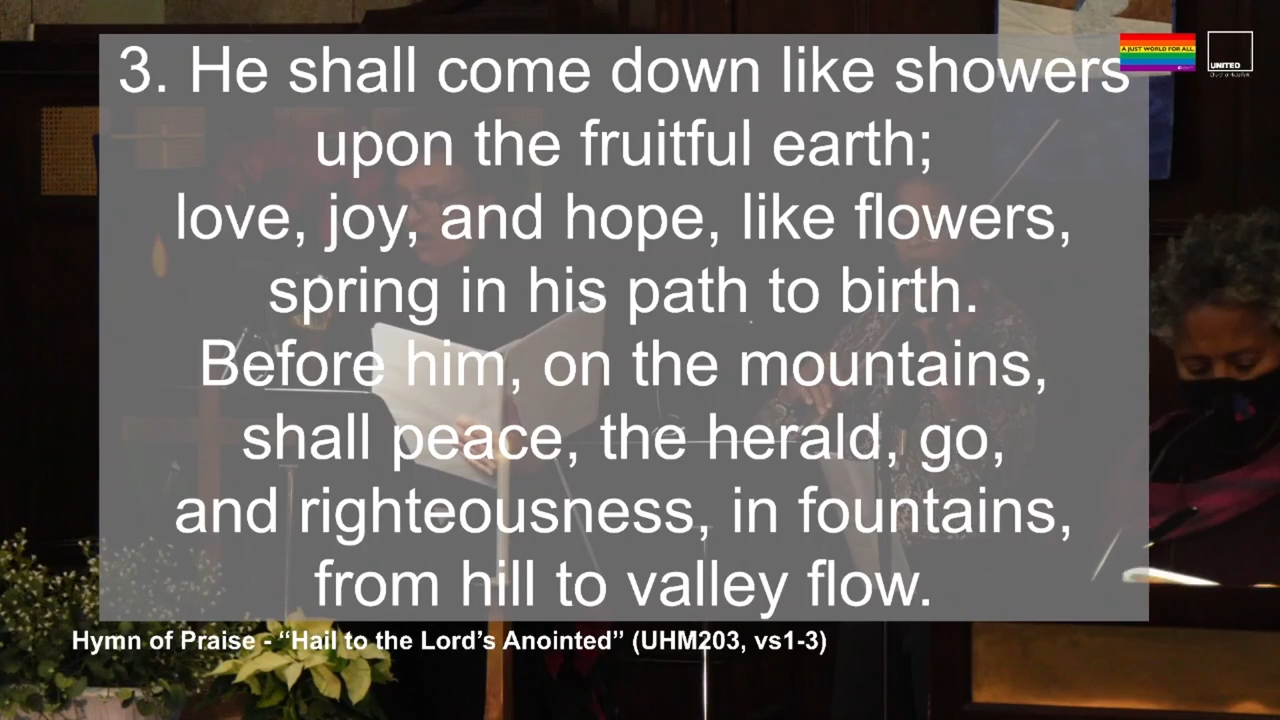 3. He shall come down like showers
upon the fruitful earth;
love, joy, and hope, like flowers,
spring in his path to birth.
Before him, on the mountains,
shall peace, the herald, go,
and righteousness, in fountains,
from hill to valley flow.
Hymn of Praise - “Hail to the Lord’s Anointed” (UHM203, vs1-3)
A JUST WORLD FOR ALL
UNITED